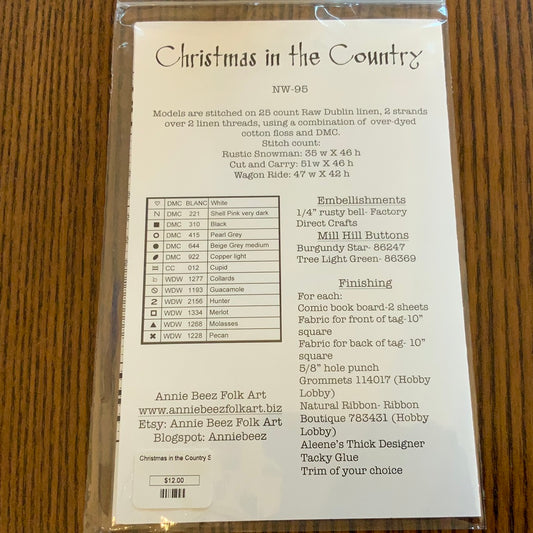 Christmas in the Country
NW-95
Models are stitched on 25 count Raw Dublin linen, 2 strands
over 2 linen threads, using a combination of over-dyed
cotton floss and DMC.
Stitch count:
Rustic Snowman: 35 w X 46 h
Cut and Carry: 51w X 46 h
Wagon Ride: 47 w X 42 h
DMC BLANC White
N DMC 221 Shell Pink very dark
DMC 310 Black
DMC 415 Pearl Grey
DMC 644 Beige Grey medium
DMC 922 Copper light
CC 012 Cupid
WDW 1277 Collards
WDW 1193 Guacamole
2 WDW 2156 Hunter
WDW 1334 Merlot
WDW 1268 Molasses
WDW 1228 Pecan
Embellishments
1/4" rusty bell- Factory
Direct Crafts
Mill Hill Buttons
Burgundy Star- 86247
Tree Light Green- 86369
Finishing
For each:
Comic book board-2 sheets
Fabric for front of tag-10"
square
Fabric for back of tag- 10"
square
5/8" hole punch
Grommets 114017 (Hobby
Lobby)
Natural Ribbon- Ribbon
Boutique 783431 (Hobby
Lobby)
Aleene's Thick Designer
Tacky Glue
Trim of your choice
Annie Beez Folk Art
www.anniebeezfolkart.biz
Etsy: Annie Beez Folk Art
Blogspot: Anniebeez
Christmas in the Country S
$12.00